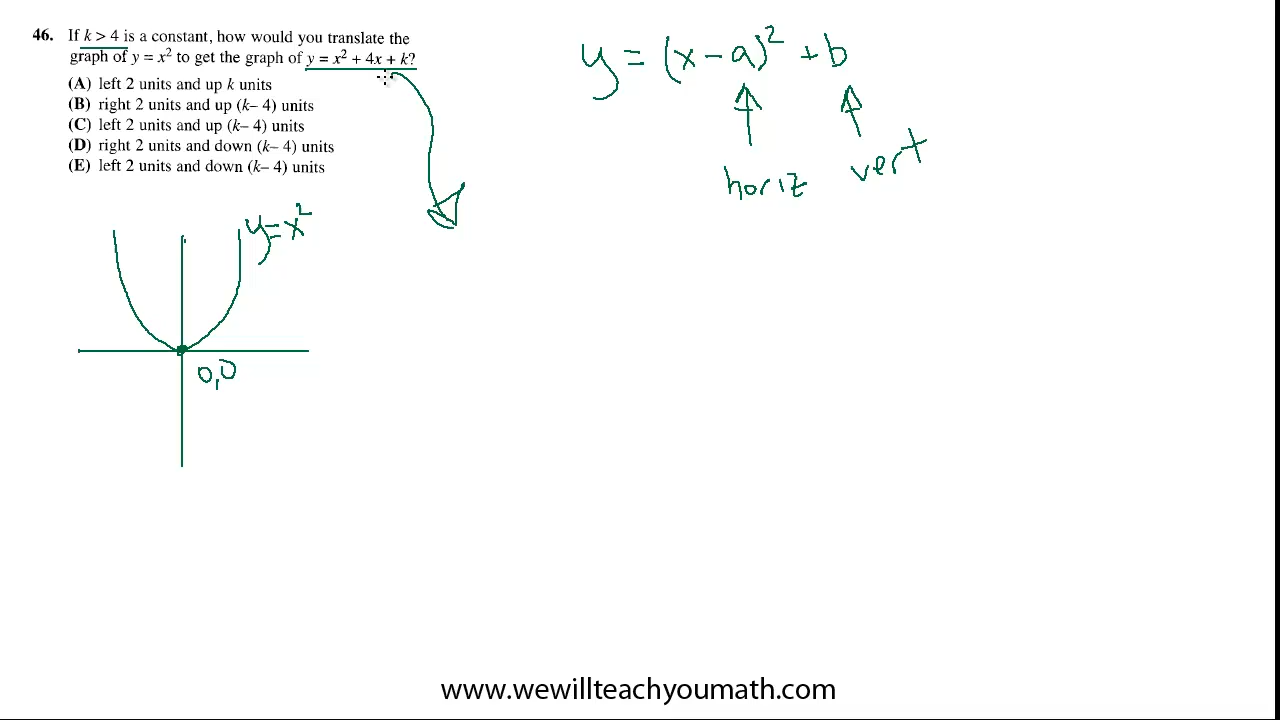 46. If k > 4 is a constant, how would you translate the
graph of y = x² to get the graph of y = x² + 4x + k?
(A) left 2 units and up k units
(B) right 2 units and up (k– 4) units
(C) left 2 units and up (k– 4) units
(D) right 2 units and down (k– 4) units
(E) left 2 units and down (k– 4) units
y = (x – a)² + b
horiz
vert
y = x²
0,0
www.wewillteachyoumath.com